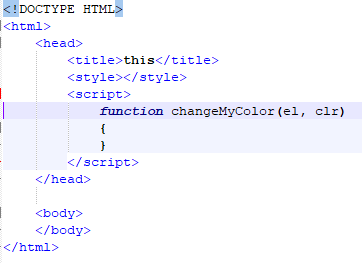 <!DOCTYPE HTML>
<html>
<head>
<title>this</title>
<style></style>
<script>
function changeMyColor(el, clr)
{
}
</script>
</head>
<body>
</body>
</html>